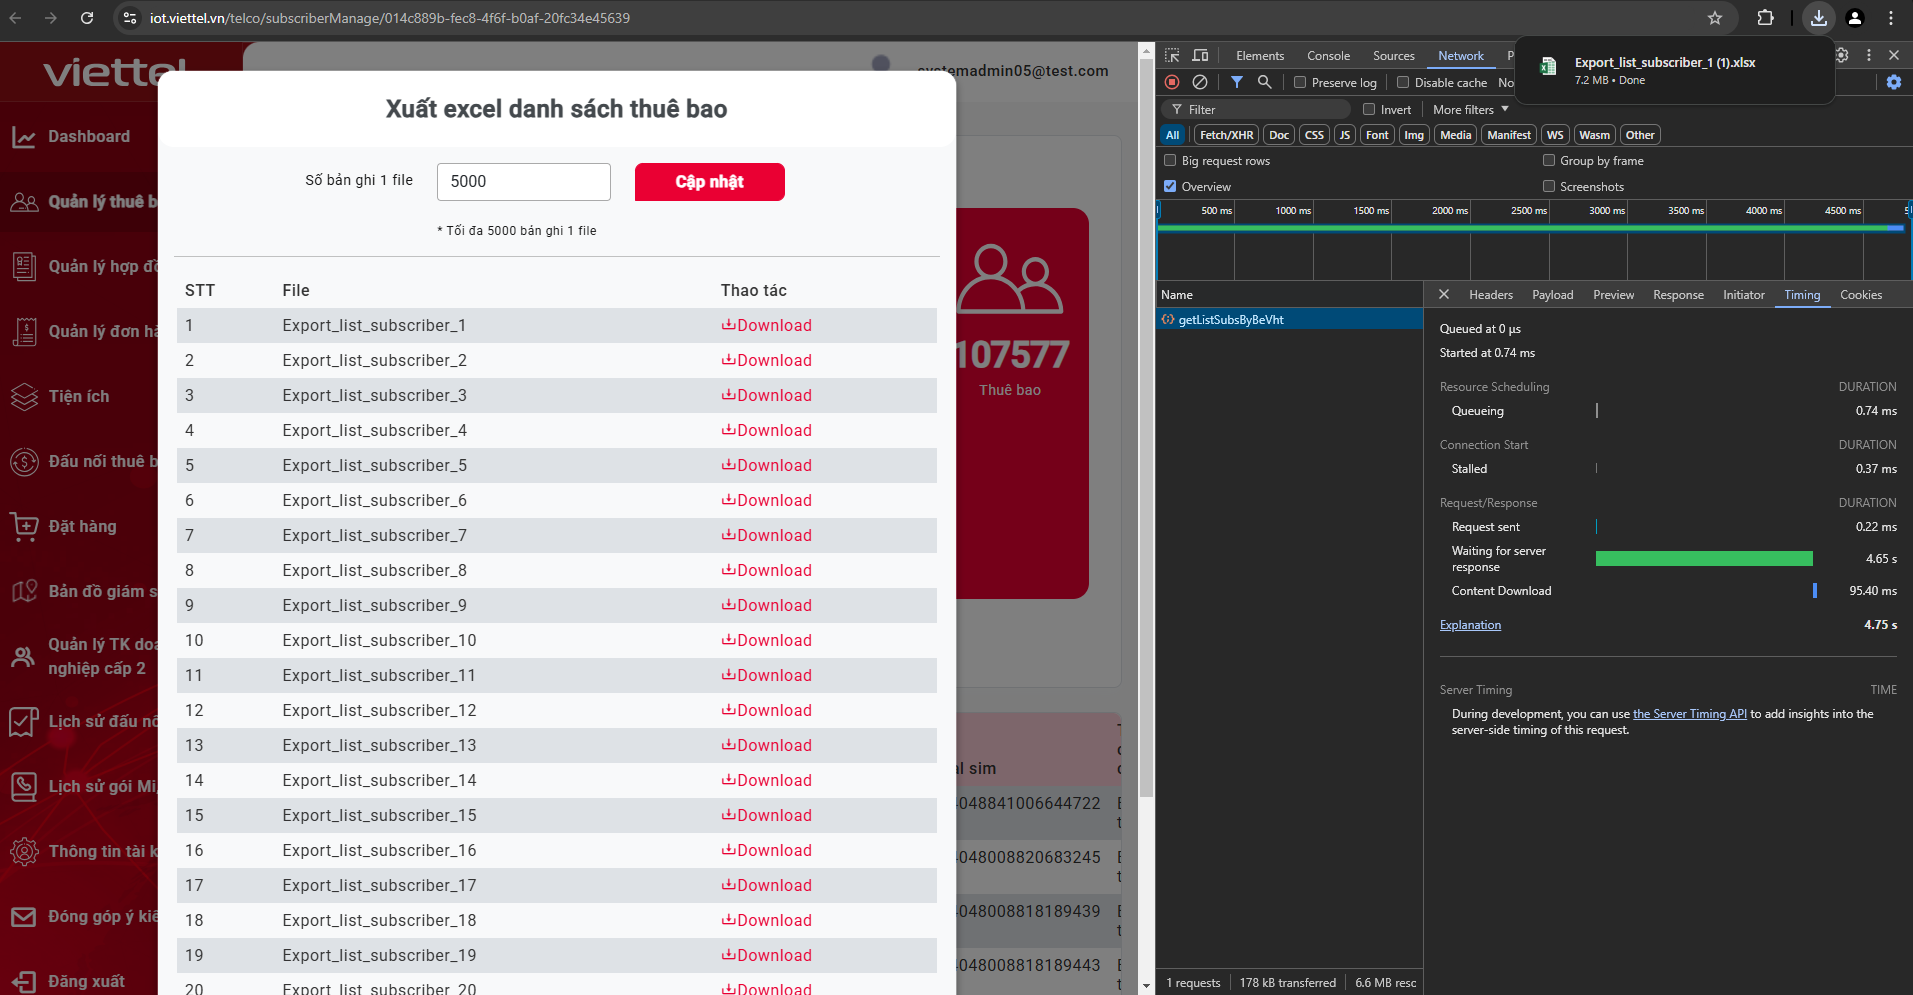 iot.viettel.vn/telco/subscriberManage/014c889b-fec8-4f6f-b0af-20fc34e45639
Export_list_subscriber_1 (1).xlsx
7.2 MB • Done
viettel
systemadmin05@test.com
Dashboard
Quản lý thuê b
Quản lý hợp đồ
Quản lý đơn hà
Tiện ích
Đấu nối thuê b
Đặt hàng
Bản đồ giám s
Quản lý TK doa
nghiệp cấp 2
Lịch sử đấu nố
Lịch sử gói Mi
Thông tin tài k
Đóng góp ý kiế
Đăng xuất
Xuất excel danh sách thuê bao
Số bản ghi 1 file 5000 Cập nhật
* Tối đa 5000 bản ghi 1 file
STT File Thao tác
1 Export_list_subscriber_1 Download
2 Export_list_subscriber_2 Download
3 Export_list_subscriber_3 Download
4 Export_list_subscriber_4 Download
5 Export_list_subscriber_5 Download
6 Export_list_subscriber_6 Download
7 Export_list_subscriber_7 Download
8 Export_list_subscriber_8 Download
9 Export_list_subscriber_9 Download
10 Export_list_subscriber_10 Download
11 Export_list_subscriber_11 Download
12 Export_list_subscriber_12 Download
13 Export_list_subscriber_13 Download
14 Export_list_subscriber_14 Download
15 Export_list_subscriber_15 Download
16 Export_list_subscriber_16 Download
17 Export_list_subscriber_17 Download
18 Export_list_subscriber_18 Download
19 Export_list_subscriber_19 Download
20 Export_list_subscriber_20 Download
107577
Thuê bao
al sim
048841006644722
048008820683245
048008818189439
048008818189443
Elements Console Sources Network
Preserve log Disable cache No
Filter Invert More filters
All Fetch/XHR Doc CSS JS Font Img Media Manifest WS Wasm Other
Big request rows Group by frame
Overview Screenshots
500 ms 1000 ms 1500 ms 2000 ms 2500 ms 3000 ms 3500 ms 4000 ms 4500 ms
Name Headers Payload Preview Response Initiator Timing Cookies
getListSubsByBeVht
Queued at 0 µs
Started at 0.74 ms
Resource Scheduling DURATION
Queueing 0.74 ms
Connection Start DURATION
Stalled 0.37 ms
Request/Response DURATION
Request sent 0.22 ms
Waiting for server
response 4.65 s
Content Download 95.40 ms
Explanation 4.75 s
Server Timing TIME
During development, you can use the Server Timing API to add insights into the
server-side timing of this request.
1 requests 178 kB transferred 6.6 MB resc